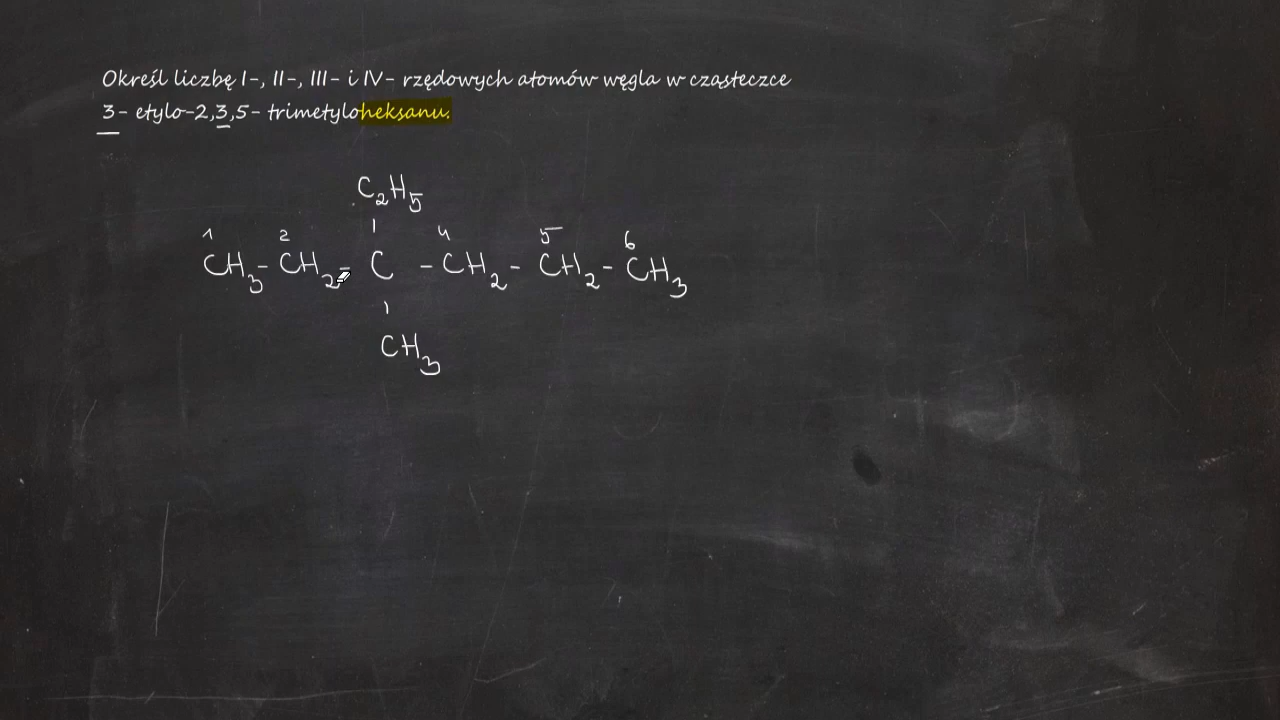 Określ liczbę I-, II-, III- i IV- rzędowych atomów węgla w cząsteczce
3- etylo-2,3,5- trimetyloheksanu.
C₂H₅
1 2 4 5 6
CH₃-CH₂-C-CH₂-CH₂-CH₃
CH₃